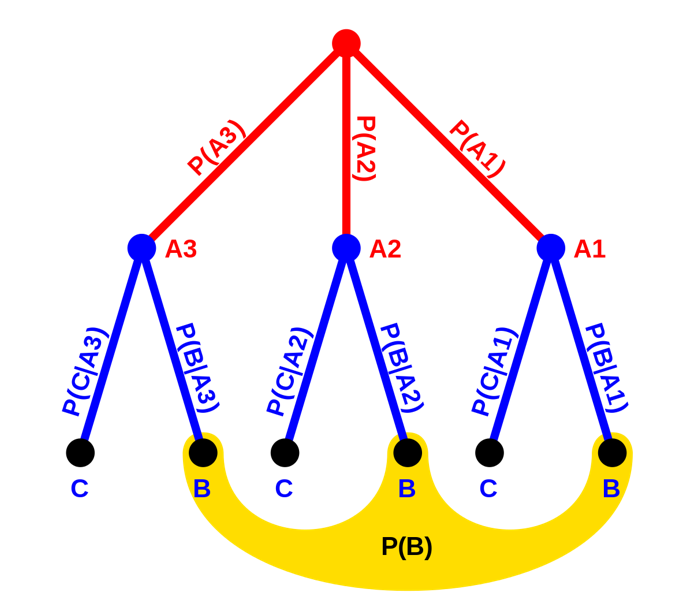 P(A3)
P(A2)
P(A1)
A3
A2
A1
P(C|A3)
P(B|A3)
P(C|A2)
P(B|A2)
P(C|A1)
P(B|A1)
C
B
C
B
C
B
P(B)